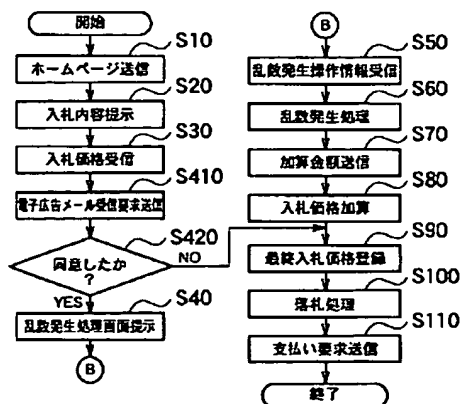 開始
S10
ホームページ送信
S20
入札内容提示
S30
入札価格受信
S410
電子広告メール受信要求送信
S420
同意したか
?
NO
YES
S40
乱数発生処理画面提示
B
B
S50
乱数発生操作情報受信
S60
乱数発生処理
S70
加算金額送信
S80
入札価格加算
S90
最終入札価格登録
S100
落札処理
S110
支払い要求送信
終了